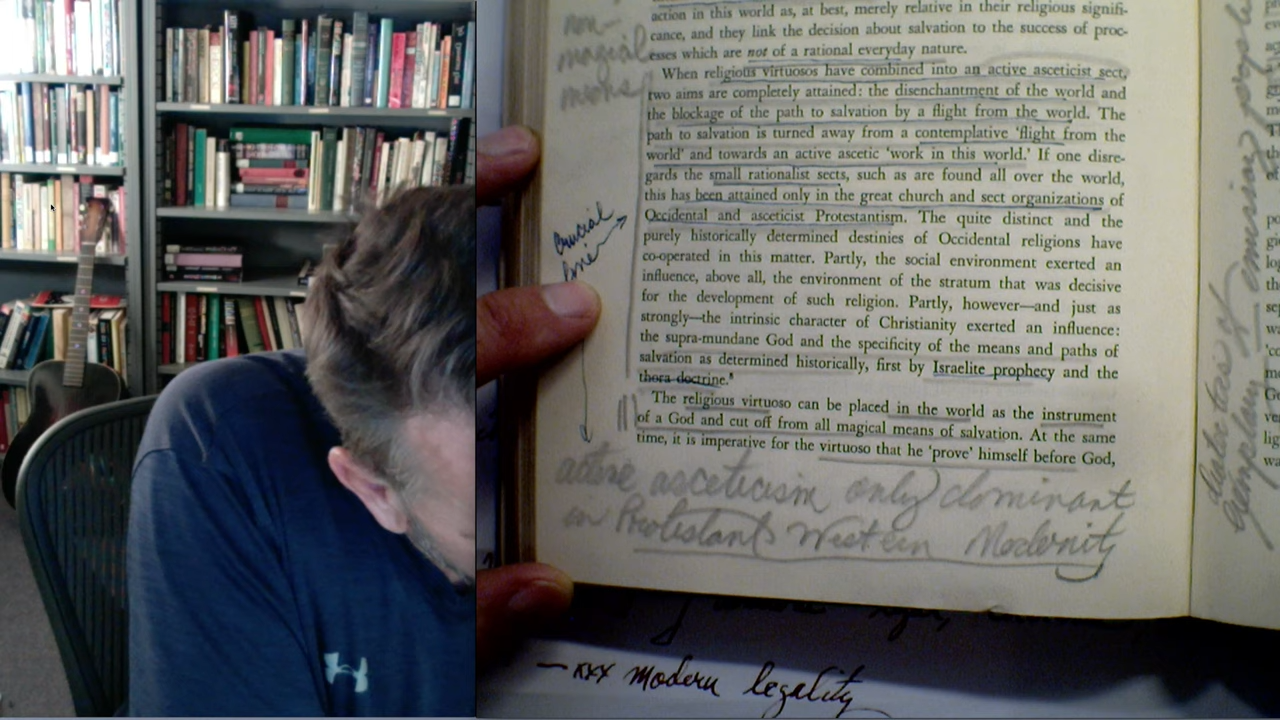 non-
magical
means
action in this world as, at best, merely relative in their religious signifi-
cance, and they link the decision about salvation to the success of proc-
esses which are not of a rational everyday nature.
When religious virtuosos have combined into an active asceticist sect,
two aims are completely attained: the disenchantment of the world and
the blockage of the path to salvation by a flight from the world. The
path to salvation is turned away from a contemplative 'flight from the
world' and towards an active ascetic 'work in this world.' If one disre-
gards the small rationalist sects, such as are found all over the world,
this has been attained only in the great church and sect organizations of
Occidental and asceticist Protestantism. The quite distinct and the
purely historically determined destinies of Occidental religions have
co-operated in this matter. Partly, the social environment exerted an
influence, above all, the environment of the stratum that was decisive
for the development of such religion. Partly, however—and just as
strongly—the intrinsic character of Christianity exerted an influence:
the supra-mundane God and the specificity of the means and paths of
salvation as determined historically, first by Israelite prophecy and the
thora doctrine.⁸
The religious virtuoso can be placed in the world as the instrument
of a God and cut off from all magical means of salvation. At the same
time, it is imperative for the virtuoso that he 'prove' himself before God,
Crucial
line
active asceticism only dominant
in Protestant Western Modernity
— xxx modern legality